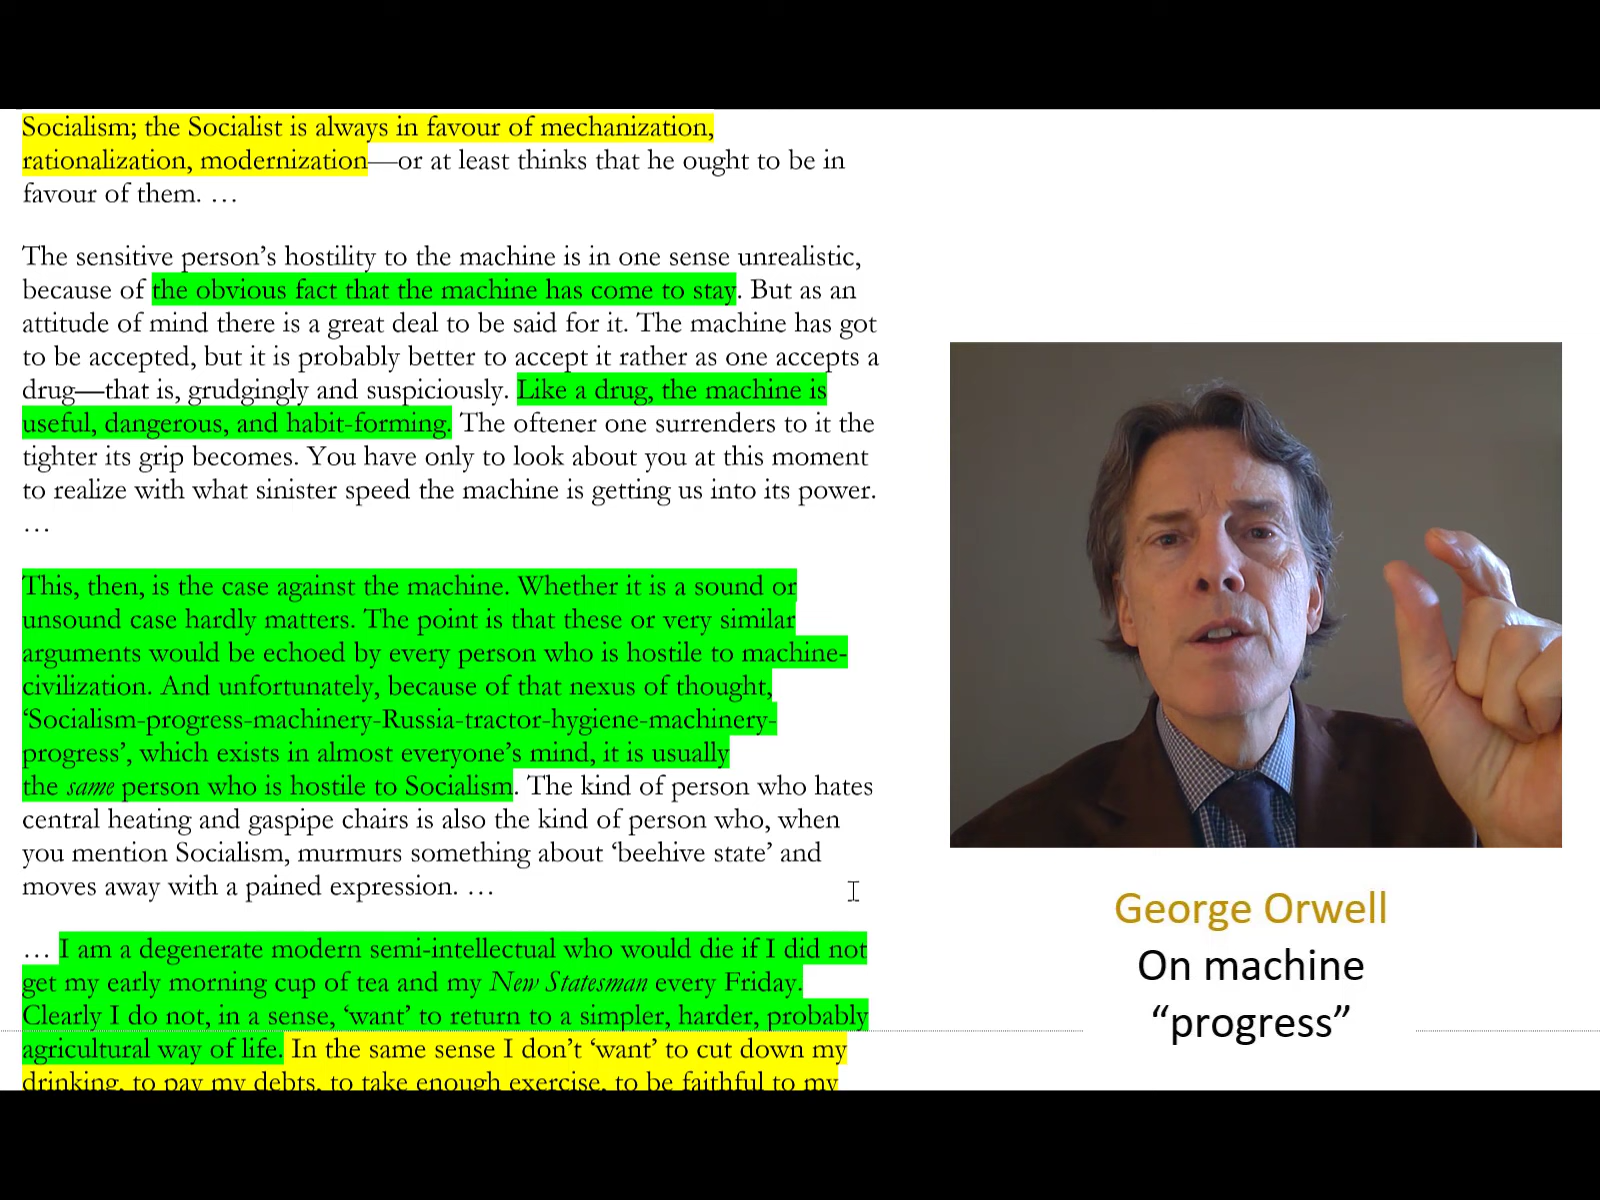 Socialism; the Socialist is always in favour of mechanization,
rationalization, modernization—or at least thinks that he ought to be in
favour of them. …
The sensitive person’s hostility to the machine is in one sense unrealistic,
because of the obvious fact that the machine has come to stay. But as an
attitude of mind there is a great deal to be said for it. The machine has got
to be accepted, but it is probably better to accept it rather as one accepts a
drug—that is, grudgingly and suspiciously. Like a drug, the machine is
useful, dangerous, and habit-forming. The oftener one surrenders to it the
tighter its grip becomes. You have only to look about you at this moment
to realize with what sinister speed the machine is getting us into its power.
…
This, then, is the case against the machine. Whether it is a sound or
unsound case hardly matters. The point is that these or very similar
arguments would be echoed by every person who is hostile to machine-
civilization. And unfortunately, because of that nexus of thought,
‘Socialism-progress-machinery-Russia-tractor-hygiene-machinery-
progress’, which exists in almost everyone’s mind, it is usually
the same person who is hostile to Socialism. The kind of person who hates
central heating and gaspipe chairs is also the kind of person who, when
you mention Socialism, murmurs something about ‘beehive state’ and
moves away with a pained expression. …
… I am a degenerate modern semi-intellectual who would die if I did not
get my early morning cup of tea and my New Statesman every Friday.
Clearly I do not, in a sense, ‘want’ to return to a simpler, harder, probably
agricultural way of life. In the same sense I don’t ‘want’ to cut down my
drinking, to pay my debts, to take enough exercise, to be faithful to my
George Orwell
On machine
“progress”